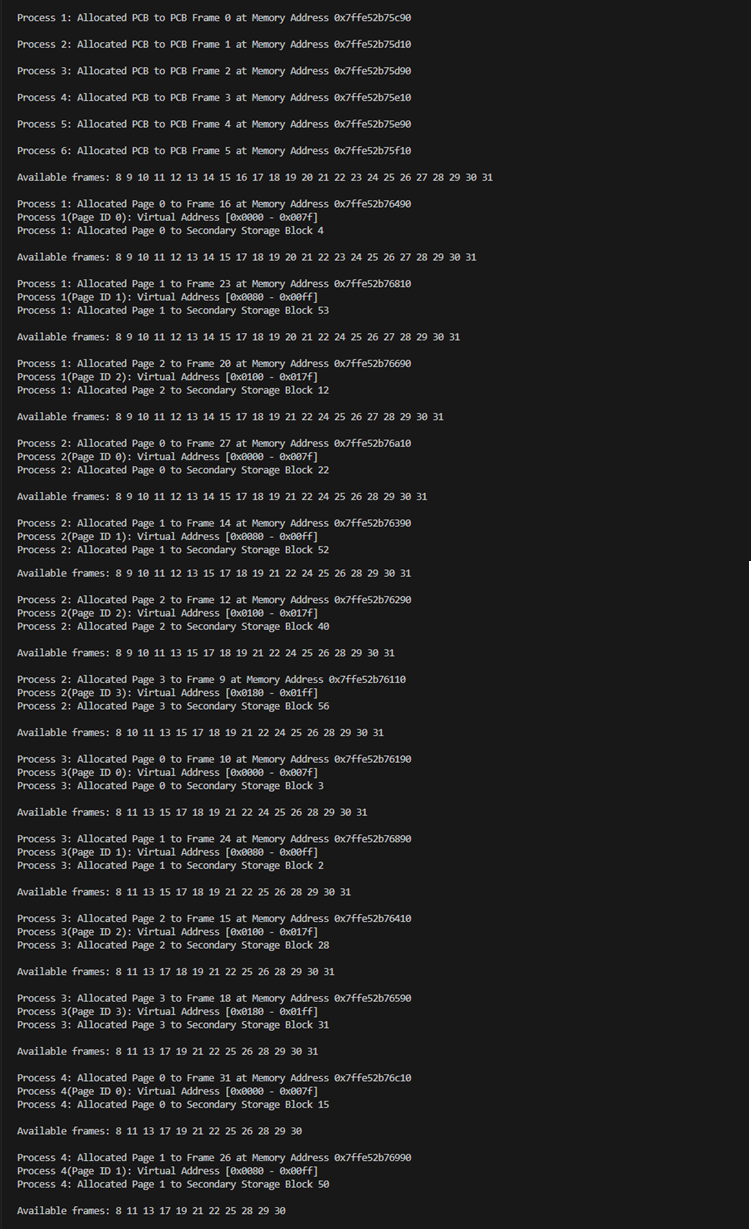 Process 1: Allocated PCB to PCB Frame 0 at Memory Address 0x7ffe52b75c90
Process 2: Allocated PCB to PCB Frame 1 at Memory Address 0x7ffe52b75d10
Process 3: Allocated PCB to PCB Frame 2 at Memory Address 0x7ffe52b75d90
Process 4: Allocated PCB to PCB Frame 3 at Memory Address 0x7ffe52b75e10
Process 5: Allocated PCB to PCB Frame 4 at Memory Address 0x7ffe52b75e90
Process 6: Allocated PCB to PCB Frame 5 at Memory Address 0x7ffe52b75f10
Available frames: 8 9 10 11 12 13 14 15 16 17 18 19 20 21 22 23 24 25 26 27 28 29 30 31
Process 1: Allocated Page 0 to Frame 16 at Memory Address 0x7ffe52b76490
Process 1(Page ID 0): Virtual Address [0x0000 - 0x007f]
Process 1: Allocated Page 0 to Secondary Storage Block 4
Available frames: 8 9 10 11 12 13 14 15 17 18 19 20 21 22 23 24 25 26 27 28 29 30 31
Process 1: Allocated Page 1 to Frame 23 at Memory Address 0x7ffe52b76810
Process 1(Page ID 1): Virtual Address [0x0080 - 0x00ff]
Process 1: Allocated Page 1 to Secondary Storage Block 53
Available frames: 8 9 10 11 12 13 14 15 17 18 19 20 21 22 24 25 26 27 28 29 30 31
Process 1: Allocated Page 2 to Frame 20 at Memory Address 0x7ffe52b76690
Process 1(Page ID 2): Virtual Address [0x0100 - 0x017f]
Process 1: Allocated Page 2 to Secondary Storage Block 12
Available frames: 8 9 10 11 12 13 14 15 17 18 19 21 22 24 25 26 27 28 29 30 31
Process 2: Allocated Page 0 to Frame 27 at Memory Address 0x7ffe52b76a10
Process 2(Page ID 0): Virtual Address [0x0000 - 0x007f]
Process 2: Allocated Page 0 to Secondary Storage Block 22
Available frames: 8 9 10 11 12 13 14 15 17 18 19 21 22 24 25 26 28 29 30 31
Process 2: Allocated Page 1 to Frame 14 at Memory Address 0x7ffe52b76390
Process 2(Page ID 1): Virtual Address [0x0080 - 0x00ff]
Process 2: Allocated Page 1 to Secondary Storage Block 52
Available frames: 8 9 10 11 12 13 15 17 18 19 21 22 24 25 26 28 29 30 31
Process 2: Allocated Page 2 to Frame 12 at Memory Address 0x7ffe52b76290
Process 2(Page ID 2): Virtual Address [0x0100 - 0x017f]
Process 2: Allocated Page 2 to Secondary Storage Block 40
Available frames: 8 9 10 11 13 15 17 18 19 21 22 24 25 26 28 29 30 31
Process 2: Allocated Page 3 to Frame 9 at Memory Address 0x7ffe52b76110
Process 2(Page ID 3): Virtual Address [0x0180 - 0x01ff]
Process 2: Allocated Page 3 to Secondary Storage Block 56
Available frames: 8 10 11 13 15 17 18 19 21 22 24 25 26 28 29 30 31
Process 3: Allocated Page 0 to Frame 10 at Memory Address 0x7ffe52b76190
Process 3(Page ID 0): Virtual Address [0x0000 - 0x007f]
Process 3: Allocated Page 0 to Secondary Storage Block 3
Available frames: 8 11 13 15 17 18 19 21 22 24 25 26 28 29 30 31
Process 3: Allocated Page 1 to Frame 24 at Memory Address 0x7ffe52b76890
Process 3(Page ID 1): Virtual Address [0x0080 - 0x00ff]
Process 3: Allocated Page 1 to Secondary Storage Block 2
Available frames: 8 11 13 15 17 18 19 21 22 25 26 28 29 30 31
Process 3: Allocated Page 2 to Frame 15 at Memory Address 0x7ffe52b76410
Process 3(Page ID 2): Virtual Address [0x0100 - 0x017f]
Process 3: Allocated Page 2 to Secondary Storage Block 28
Available frames: 8 11 13 17 18 19 21 22 25 26 28 29 30 31
Process 3: Allocated Page 3 to Frame 18 at Memory Address 0x7ffe52b76590
Process 3(Page ID 3): Virtual Address [0x0180 - 0x01ff]
Process 3: Allocated Page 3 to Secondary Storage Block 31
Available frames: 8 11 13 17 19 21 22 25 26 28 29 30 31
Process 4: Allocated Page 0 to Frame 31 at Memory Address 0x7ffe52b76c10
Process 4(Page ID 0): Virtual Address [0x0000 - 0x007f]
Process 4: Allocated Page 0 to Secondary Storage Block 15
Available frames: 8 11 13 17 19 21 22 25 26 28 29 30
Process 4: Allocated Page 1 to Frame 26 at Memory Address 0x7ffe52b76990
Process 4(Page ID 1): Virtual Address [0x0080 - 0x00ff]
Process 4: Allocated Page 1 to Secondary Storage Block 50
Available frames: 8 11 13 17 19 21 22 25 28 29 30